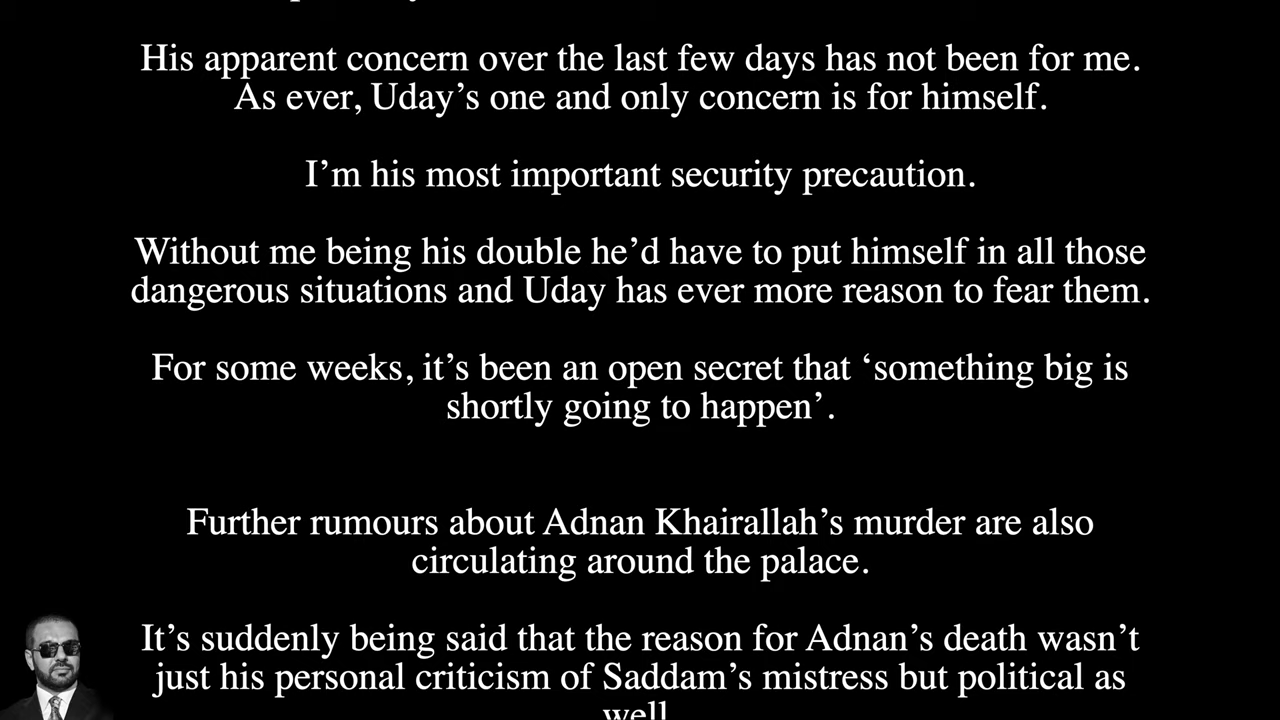 His apparent concern over the last few days has not been for me.
As ever, Uday’s one and only concern is for himself.
I’m his most important security precaution.
Without me being his double he’d have to put himself in all those
dangerous situations and Uday has ever more reason to fear them.
For some weeks, it’s been an open secret that ‘something big is
shortly going to happen’.
Further rumours about Adnan Khairallah’s murder are also
circulating around the palace.
It’s suddenly being said that the reason for Adnan’s death wasn’t
just his personal criticism of Saddam’s mistress but political as
well